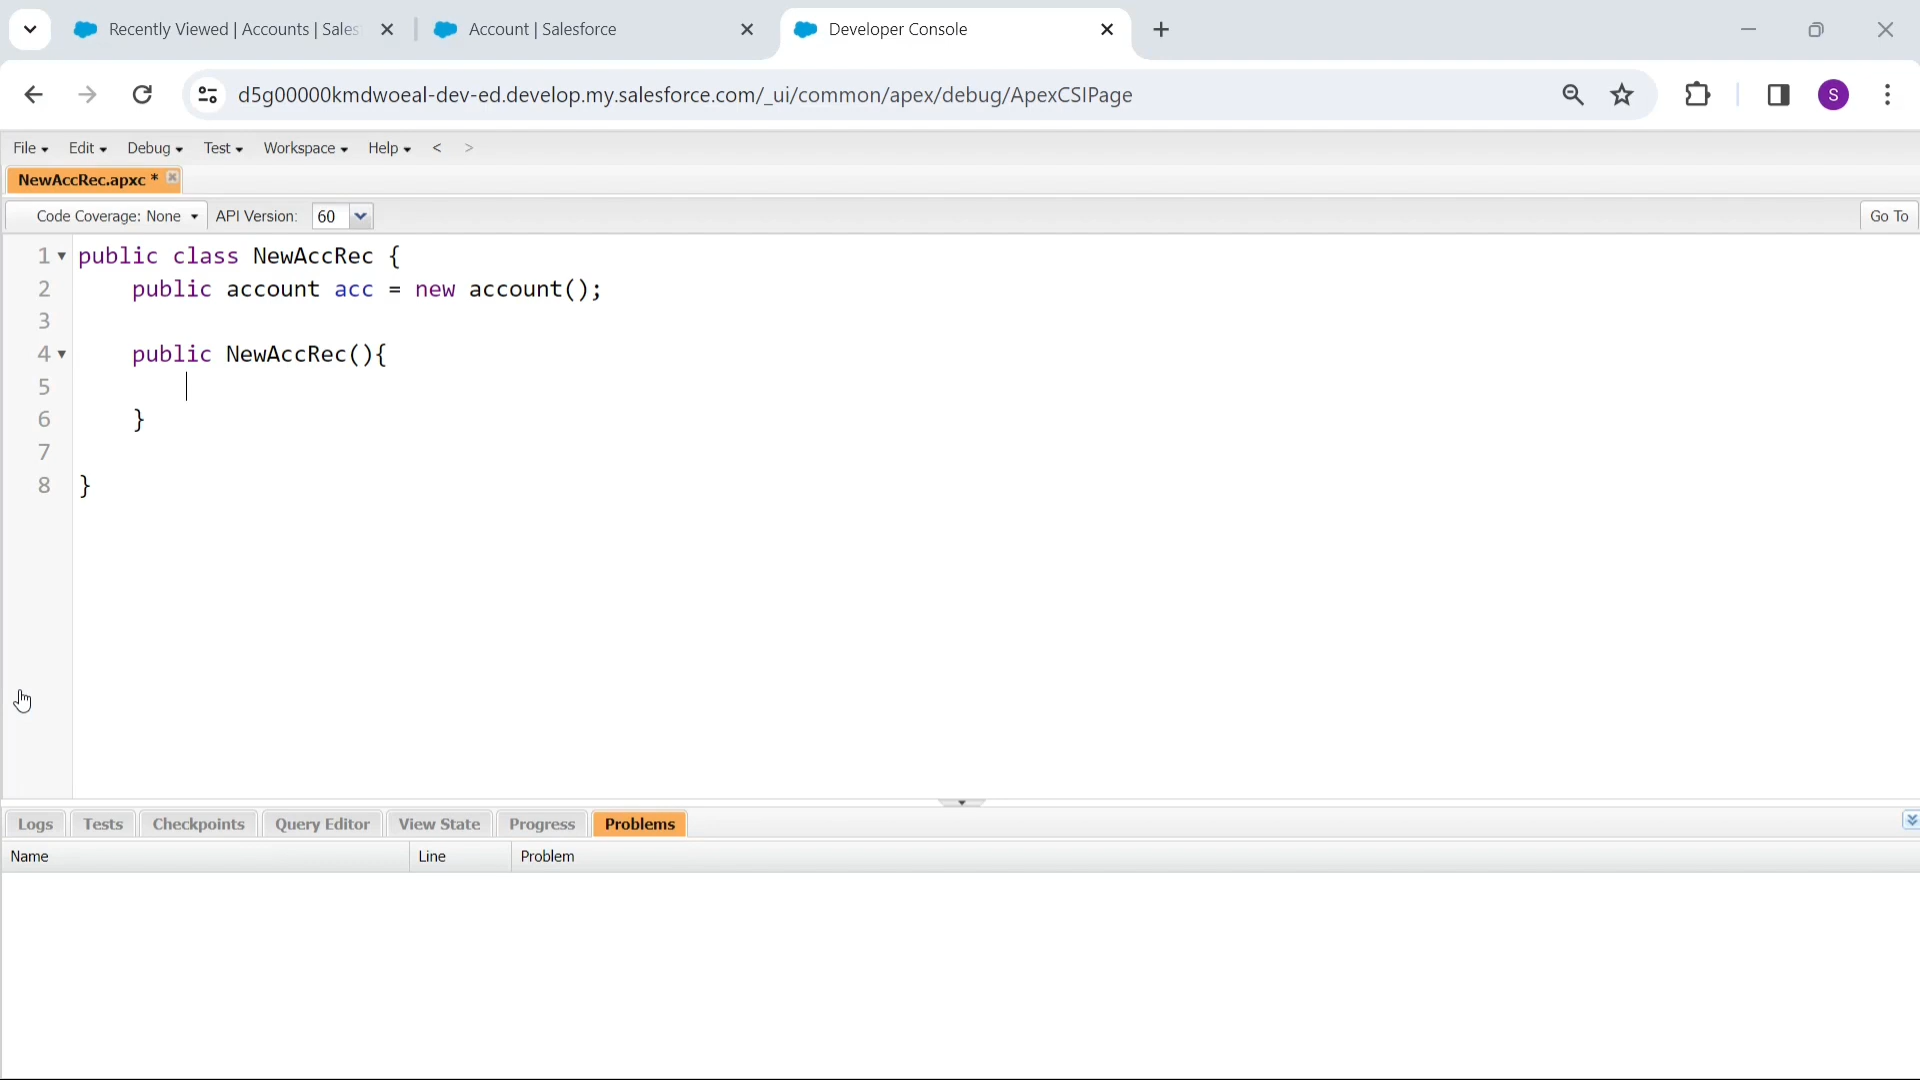 Recently Viewed | Accounts | Sales
Account | Salesforce
Developer Console
d5g00000kmdwoeal-dev-ed.develop.my.salesforce.com/_ui/common/apex/debug/ApexCSIPage
S
File Edit Debug Test Workspace Help < >
NewAccRec.apxc *
Code Coverage: None API Version: 60 Go To
1 public class NewAccRec {
2 public account acc = new account();
3
4 public NewAccRec(){
5
6 }
7
8 }
Logs Tests Checkpoints Query Editor View State Progress Problems
Name Line Problem